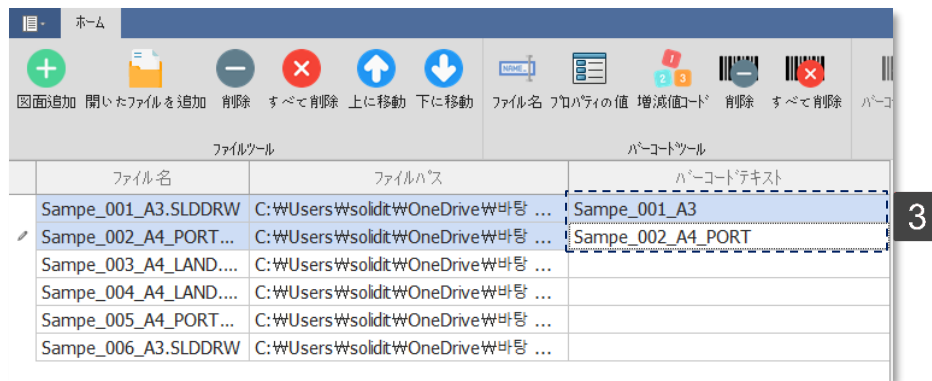 ホーム
NAME
1
2 3
図面追加 開いたファイルを追加 削除 すべて削除 上に移動 下に移動 ファイル名 プロパティの値 増減値コード 削除 すべて削除
ファイルツール バーコードツール
ファイル名 ファイルパス バーコードテキスト
Sampe_001_A3.SLDDRW C:₩Users₩solidit₩OneDrive₩바탕 ... Sampe_001_A3
3
Sampe_002_A4_PORT... C:₩Users₩solidit₩OneDrive₩바탕 ... Sampe_002_A4_PORT
Sampe_003_A4_LAND.... C:₩Users₩solidit₩OneDrive₩바탕 ...
Sampe_004_A4_LAND.... C:₩Users₩solidit₩OneDrive₩바탕 ...
Sampe_005_A4_PORT... C:₩Users₩solidit₩OneDrive₩바탕 ...
Sampe_006_A3.SLDDRW C:₩Users₩solidit₩OneDrive₩바탕 ...